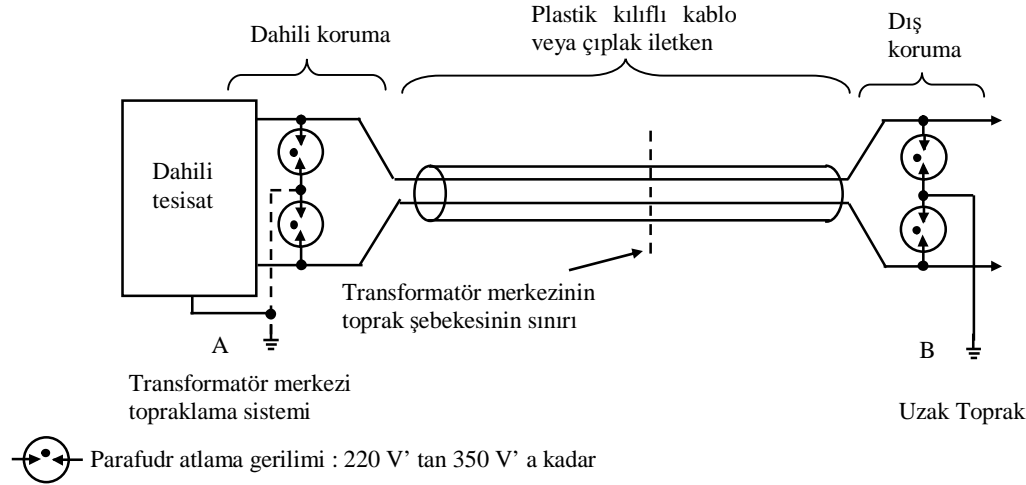 Dahili koruma
Plastik kılıflı kablo
veya çıplak iletken
Dış
koruma
Dahili
tesisat
Transformatör merkezinin
toprak şebekesinin sınırı
A
B
Transformatör merkezi
topraklama sistemi
Uzak Toprak
Parafudr atlama gerilimi : 220 V’ tan 350 V’ a kadar